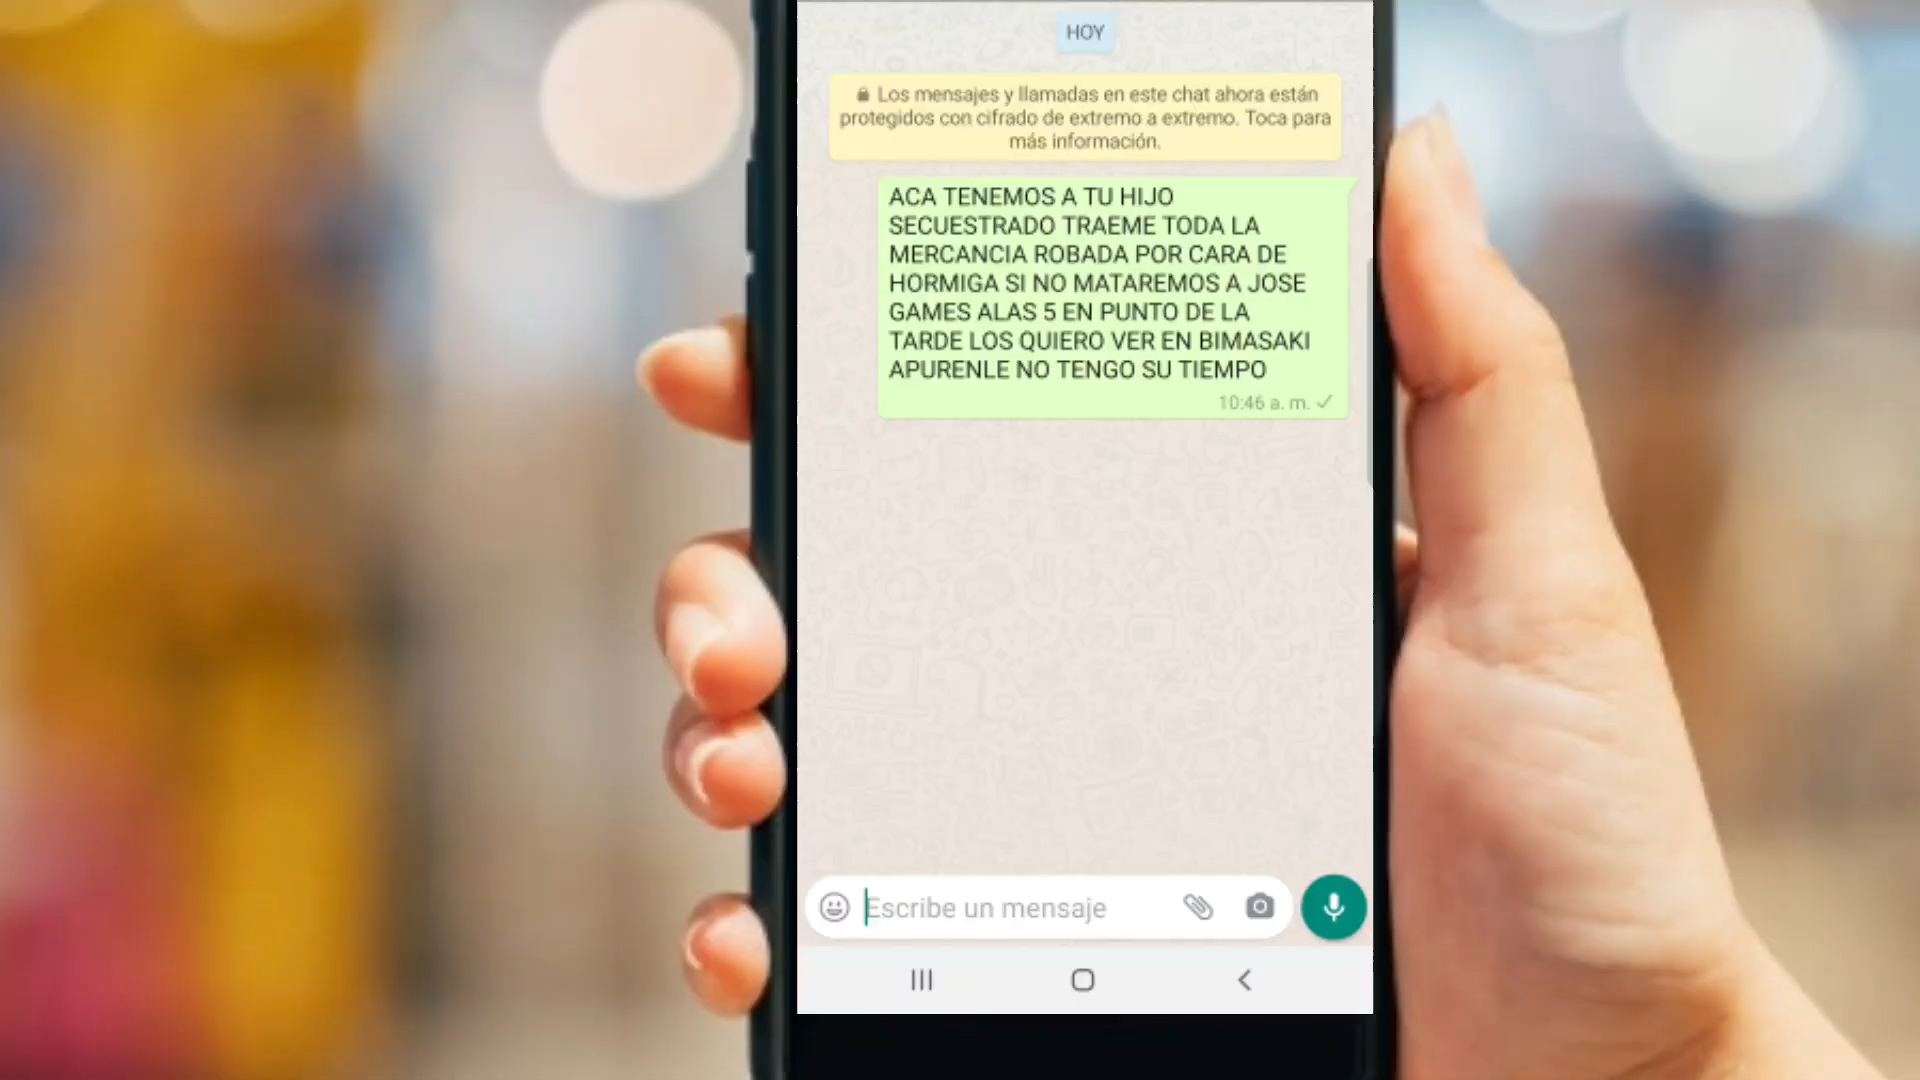 HOY
Los mensajes y llamadas en este chat ahora están
protegidos con cifrado de extremo a extremo. Toca para
más información.
ACA TENEMOS A TU HIJO
SECUESTRADO TRAEME TODA LA
MERCANCIA ROBADA POR CARA DE
HORMIGA SI NO MATAREMOS A JOSE
GAMES ALAS 5 EN PUNTO DE LA
TARDE LOS QUIERO VER EN BIMASAKI
APURENLE NO TENGO SU TIEMPO
10:46 a. m.
Escribe un mensaje